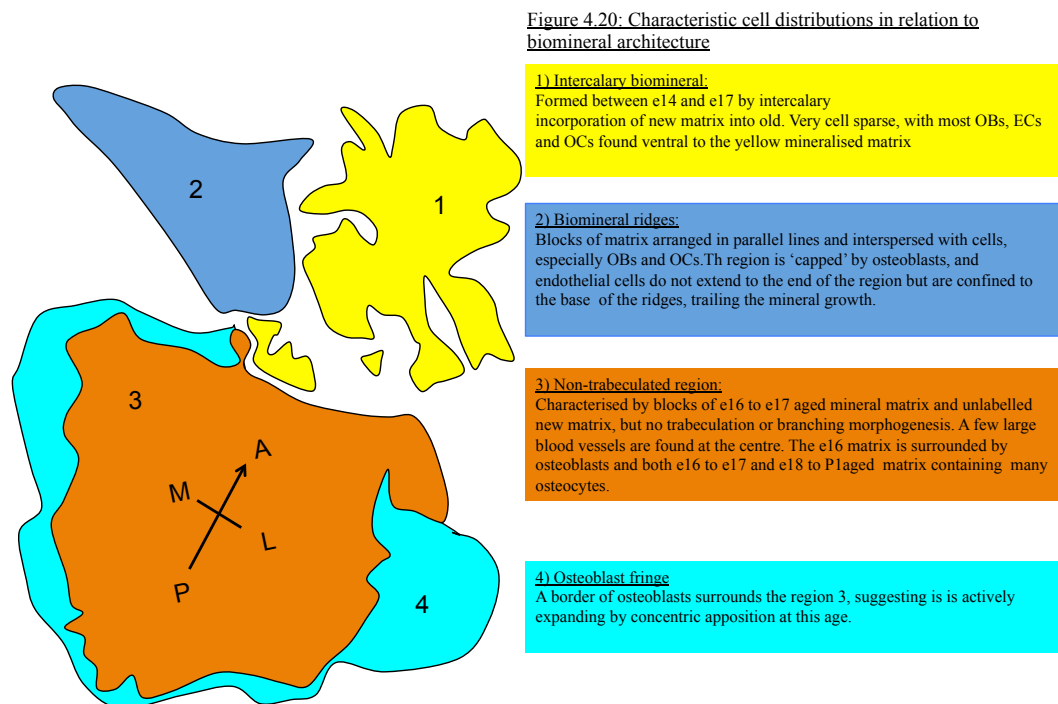 Figure 4.20: Characteristic cell distributions in relation to
biomineral architecture
1) Intercalary biomineral:
Formed between e14 and e17 by intercalary
incorporation of new matrix into old. Very cell sparse, with most OBs, ECs
and OCs found ventral to the yellow mineralised matrix
2) Biomineral ridges:
Blocks of matrix arranged in parallel lines and interspersed with cells,
especially OBs and OCs.Th region is ‘capped’ by osteoblasts, and
endothelial cells do not extend to the end of the region but are confined to
the base of the ridges, trailing the mineral growth.
3) Non-trabeculated region:
Characterised by blocks of e16 to e17 aged mineral matrix and unlabelled
new matrix, but no trabeculation or branching morphogenesis. A few large
blood vessels are found at the centre. The e16 matrix is surrounded by
osteoblasts and both e16 to e17 and e18 to P1aged matrix containing many
osteocytes.
4) Osteoblast fringe
A border of osteoblasts surrounds the region 3, suggesting is is actively
expanding by concentric apposition at this age.
2
1
3
A
M
L
P
4